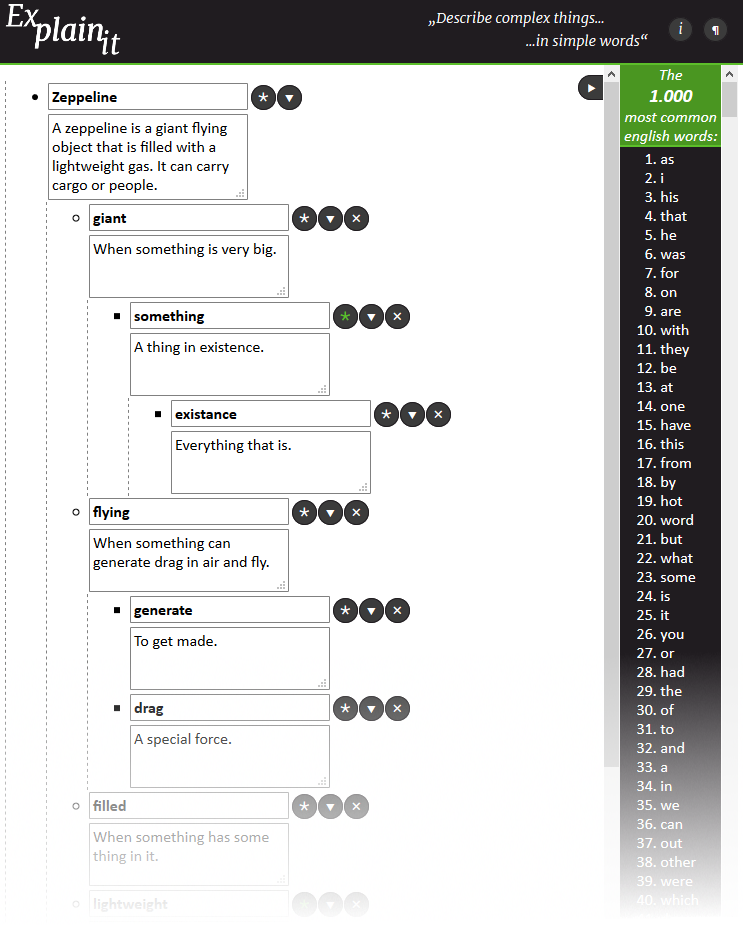 Explain it
„Describe complex things...
...in simple words“
i
¶
Zeppeline
A zeppeline is a giant flying
object that is filled with a
lightweight gas. It can carry
cargo or people.
giant
When something is very big.
something
A thing in existence.
existance
Everything that is.
flying
When something can
generate drag in air and fly.
generate
To get made.
drag
A special force.
filled
When something has some
thing in it.
lightweight
The
1.000
most common
english words:
1. as
2. i
3. his
4. that
5. he
6. was
7. for
8. on
9. are
10. with
11. they
12. be
13. at
14. one
15. have
16. this
17. from
18. by
19. hot
20. word
21. but
22. what
23. some
24. is
25. it
26. you
27. or
28. had
29. the
30. of
31. to
32. and
33. a
34. in
35. we
36. can
37. out
38. other
39. were
40. which